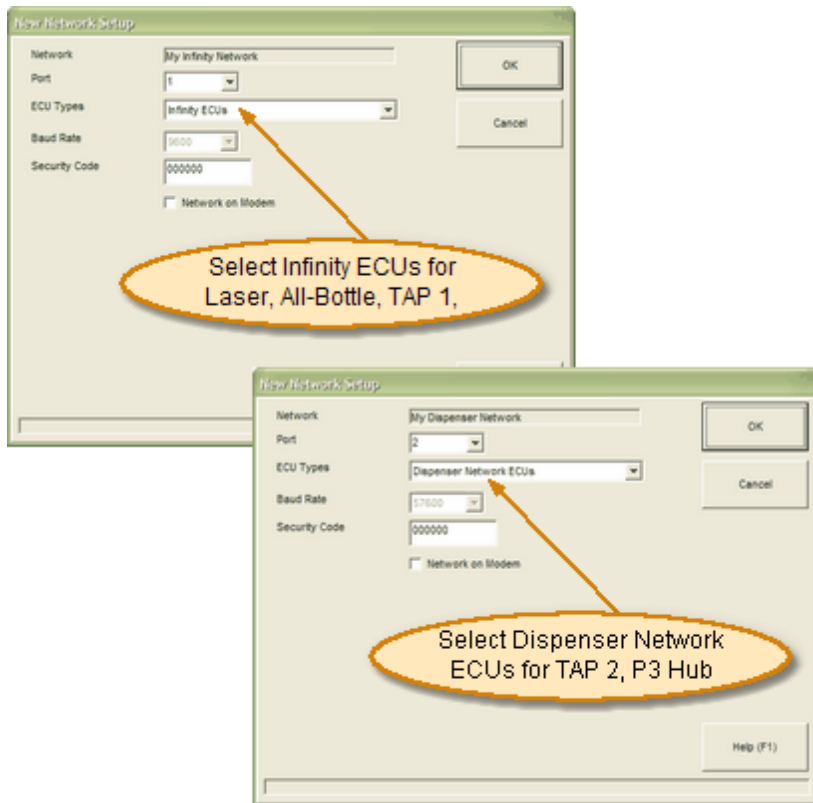 New Network Setup
Network
My Infinity Network
OK
Port
1
ECU Types
Infinity ECUs
Cancel
Baud Rate
9600
Security Code
000000
Network on Modem
Select Infinity ECUs for
Laser, All-Bottle, TAP 1,
New Network Setup
Network
My Dispenser Network
OK
Port
2
ECU Types
Dispenser Network ECUs
Cancel
Baud Rate
57600
Security Code
000000
Network on Modem
Select Dispenser Network
ECUs for TAP 2, P3 Hub
Help (F1)